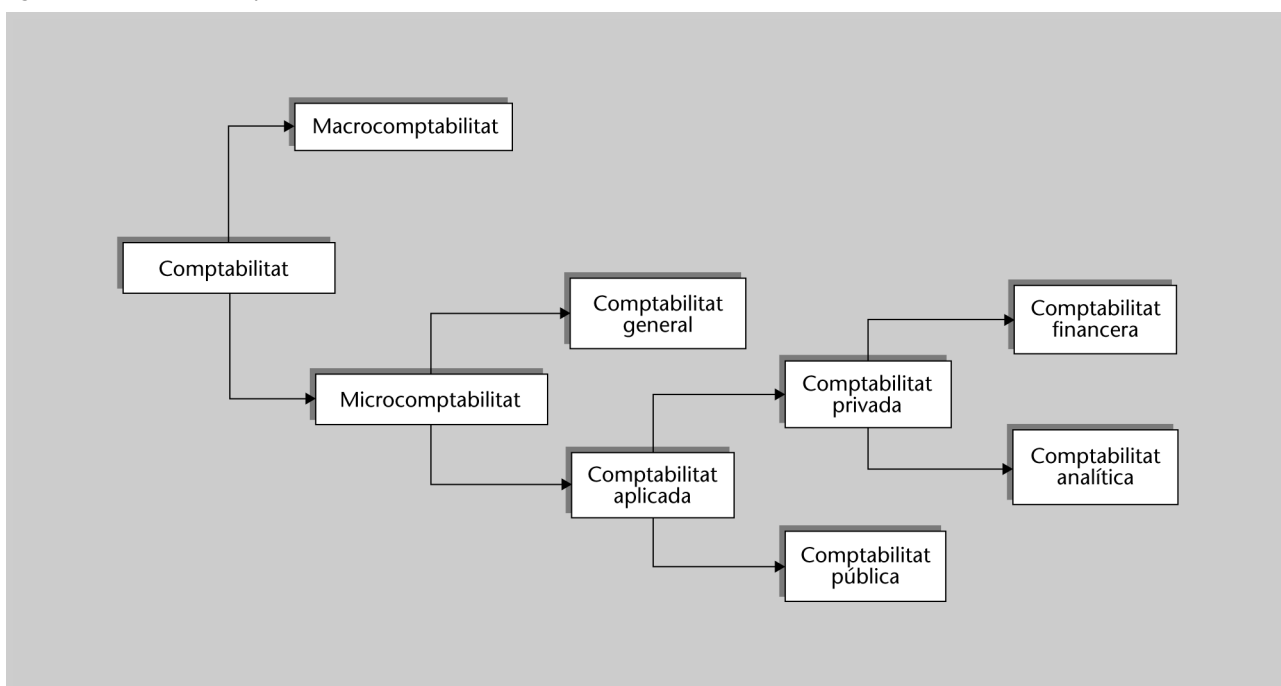 Macrocomptabilitat
Comptabilitat
Comptabilitat
general
Comptabilitat
financera
Microcomptabilitat
Comptabilitat
privada
Comptabilitat
aplicada
Comptabilitat
analítica
Comptabilitat
pública